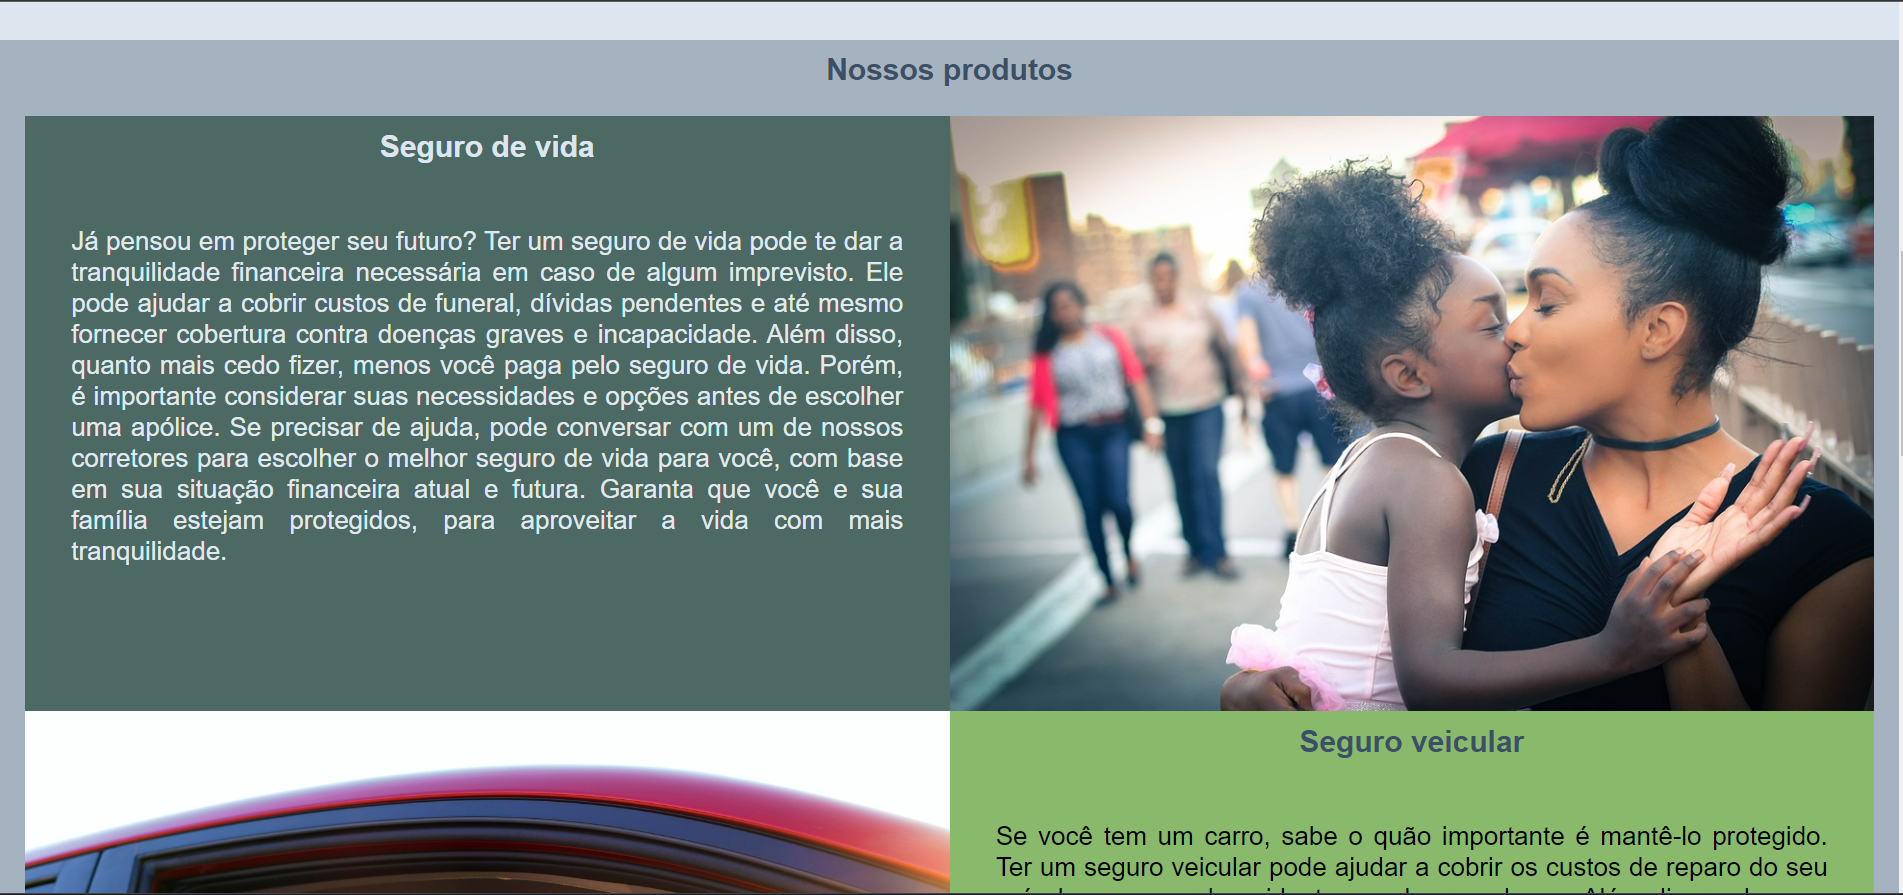 Nossos produtos
Seguro de vida
Já pensou em proteger seu futuro? Ter um seguro de vida pode te dar a
tranquilidade financeira necessária em caso de algum imprevisto. Ele
pode ajudar a cobrir custos de funeral, dívidas pendentes e até mesmo
fornecer cobertura contra doenças graves e incapacidade. Além disso,
quanto mais cedo fizer, menos você paga pelo seguro de vida. Porém,
é importante considerar suas necessidades e opções antes de escolher
uma apólice. Se precisar de ajuda, pode conversar com um de nossos
corretores para escolher o melhor seguro de vida para você, com base
em sua situação financeira atual e futura. Garanta que você e sua
família estejam protegidos, para aproveitar a vida com mais
tranquilidade.
Seguro veicular
Se você tem um carro, sabe o quão importante é mantê-lo protegido.
Ter um seguro veicular pode ajudar a cobrir os custos de reparo do seu